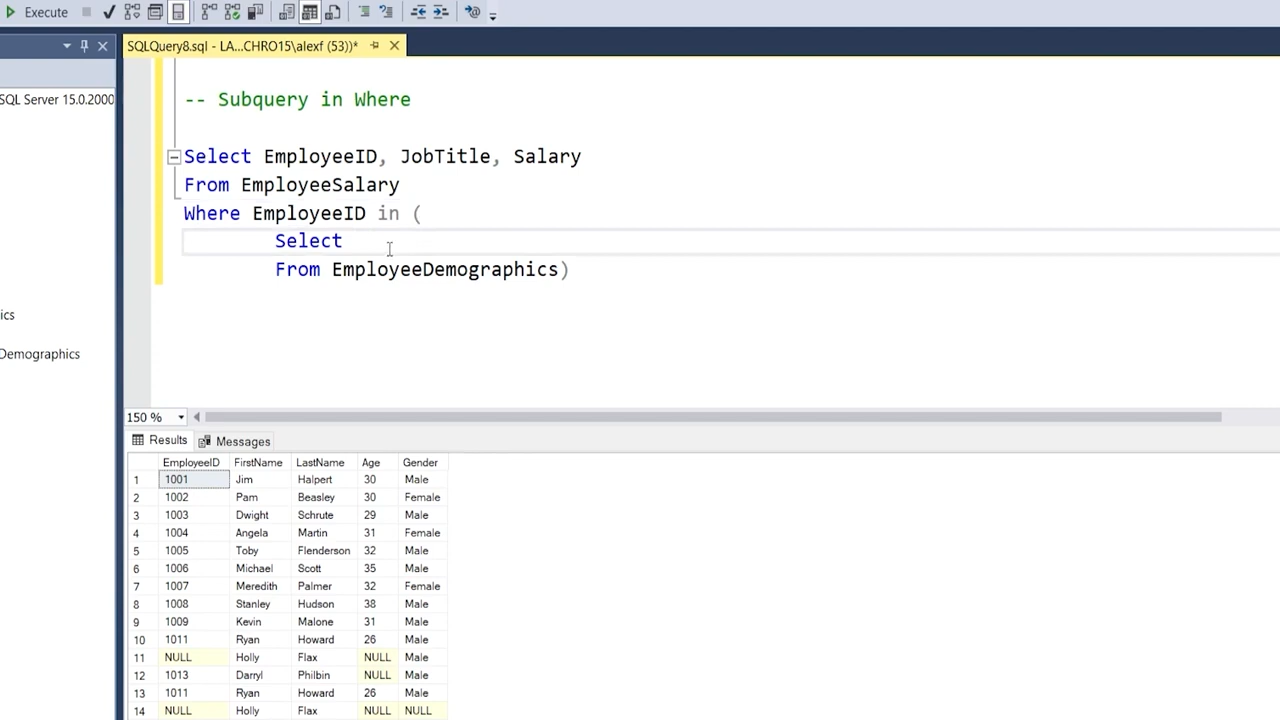 Execute
SQLQuery8.sql - LA...CHRO15\alexf (53))*
SQL Server 15.0.2000
-- Subquery in Where
Select EmployeeID, JobTitle, Salary
From EmployeeSalary
Where EmployeeID in (
Select
From EmployeeDemographics)
ics
Demographics
150 %
Results Messages
EmployeeID FirstName LastName Age Gender
1 1001 Jim Halpert 30 Male
2 1002 Pam Beasley 30 Female
3 1003 Dwight Schrute 29 Male
4 1004 Angela Martin 31 Female
5 1005 Toby Flenderson 32 Male
6 1006 Michael Scott 35 Male
7 1007 Meredith Palmer 32 Female
8 1008 Stanley Hudson 38 Male
9 1009 Kevin Malone 31 Male
10 1011 Ryan Howard 26 Male
11 NULL Holly Flax NULL Male
12 1013 Darryl Philbin NULL Male
13 1011 Ryan Howard 26 Male
14 NULL Holly Flax NULL NULL